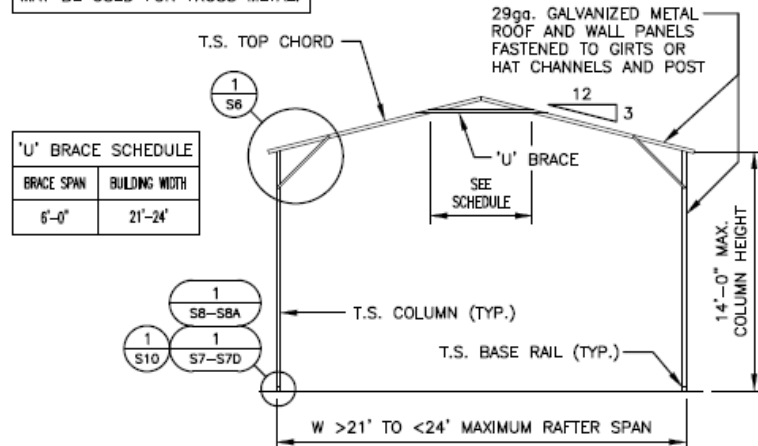 MAY BE USED FOR TRUSS METAL.
29ga. GALVANIZED METAL
ROOF AND WALL PANELS
FASTENED TO GIRTS OR
HAT CHANNELS AND POST
T.S. TOP CHORD
1
S6
12
3
'U' BRACE SCHEDULE
BRACE SPAN BUILDING WIDTH
6'-0" 21'-24'
'U' BRACE
SEE
SCHEDULE
14'-0" MAX.
COLUMN HEIGHT
1
S8-S8A
1
S10
1
S7-S7D
T.S. COLUMN (TYP.)
T.S. BASE RAIL (TYP.)
W >21' TO <24' MAXIMUM RAFTER SPAN